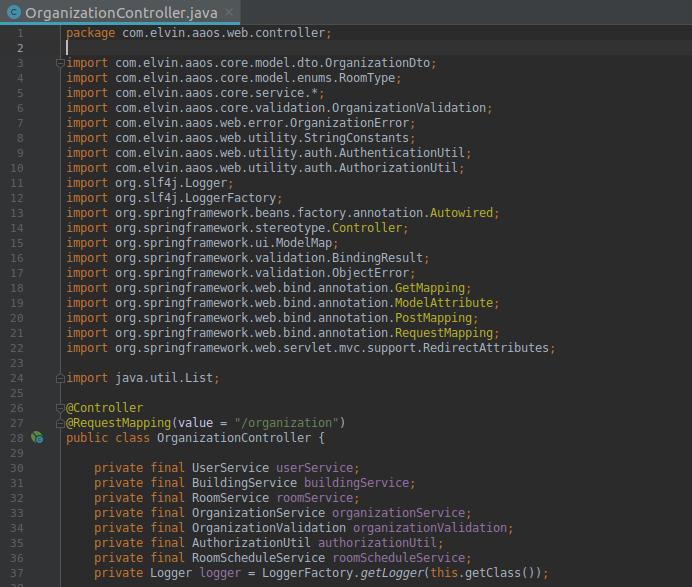 OrganizationController.java
1 package com.elvin.aaos.web.controller;
2
3 import com.elvin.aaos.core.model.dto.OrganizationDto;
4 import com.elvin.aaos.core.model.enums.RoomType;
5 import com.elvin.aaos.core.service.*;
6 import com.elvin.aaos.core.validation.OrganizationValidation;
7 import com.elvin.aaos.web.error.OrganizationError;
8 import com.elvin.aaos.web.utility.StringConstants;
9 import com.elvin.aaos.web.utility.auth.AuthenticationUtil;
10 import com.elvin.aaos.web.utility.auth.AuthorizationUtil;
11 import org.slf4j.Logger;
12 import org.slf4j.LoggerFactory;
13 import org.springframework.beans.factory.annotation.Autowired;
14 import org.springframework.stereotype.Controller;
15 import org.springframework.ui.ModelMap;
16 import org.springframework.validation.BindingResult;
17 import org.springframework.validation.ObjectError;
18 import org.springframework.web.bind.annotation.GetMapping;
19 import org.springframework.web.bind.annotation.ModelAttribute;
20 import org.springframework.web.bind.annotation.PostMapping;
21 import org.springframework.web.bind.annotation.RequestMapping;
22 import org.springframework.web.servlet.mvc.support.RedirectAttributes;
23
24 import java.util.List;
25
26 @Controller
27 @RequestMapping(value = "/organization")
28 public class OrganizationController {
29
30 private final UserService userService;
31 private final BuildingService buildingService;
32 private final RoomService roomService;
33 private final OrganizationService organizationService;
34 private final OrganizationValidation organizationValidation;
35 private final AuthorizationUtil authorizationUtil;
36 private final RoomScheduleService roomScheduleService;
37 private Logger logger = LoggerFactory.getLogger(this.getClass());